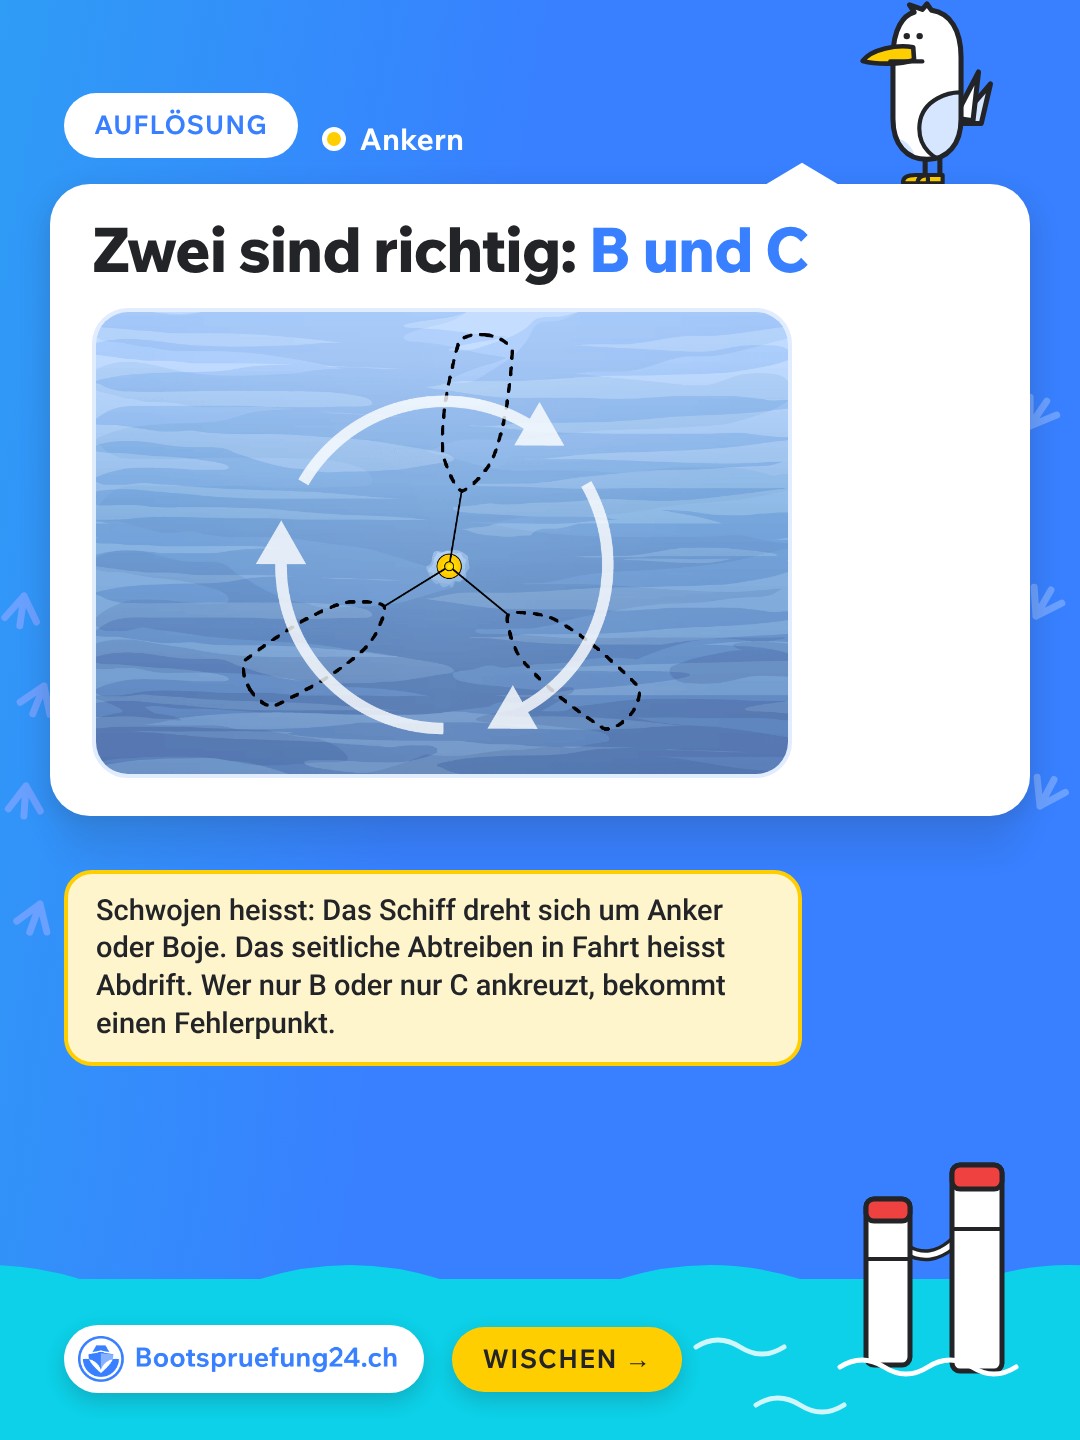 AUFLÖSUNG
Ankern
Zwei sind richtig: B und C
Schwojen heisst: Das Schiff dreht sich um Anker
oder Boje. Das seitliche Abtreiben in Fahrt heisst
Abdrift. Wer nur B oder nur C ankreuzt, bekommt
einen Fehlerpunkt.
Bootspruefung24.ch
WISCHEN →